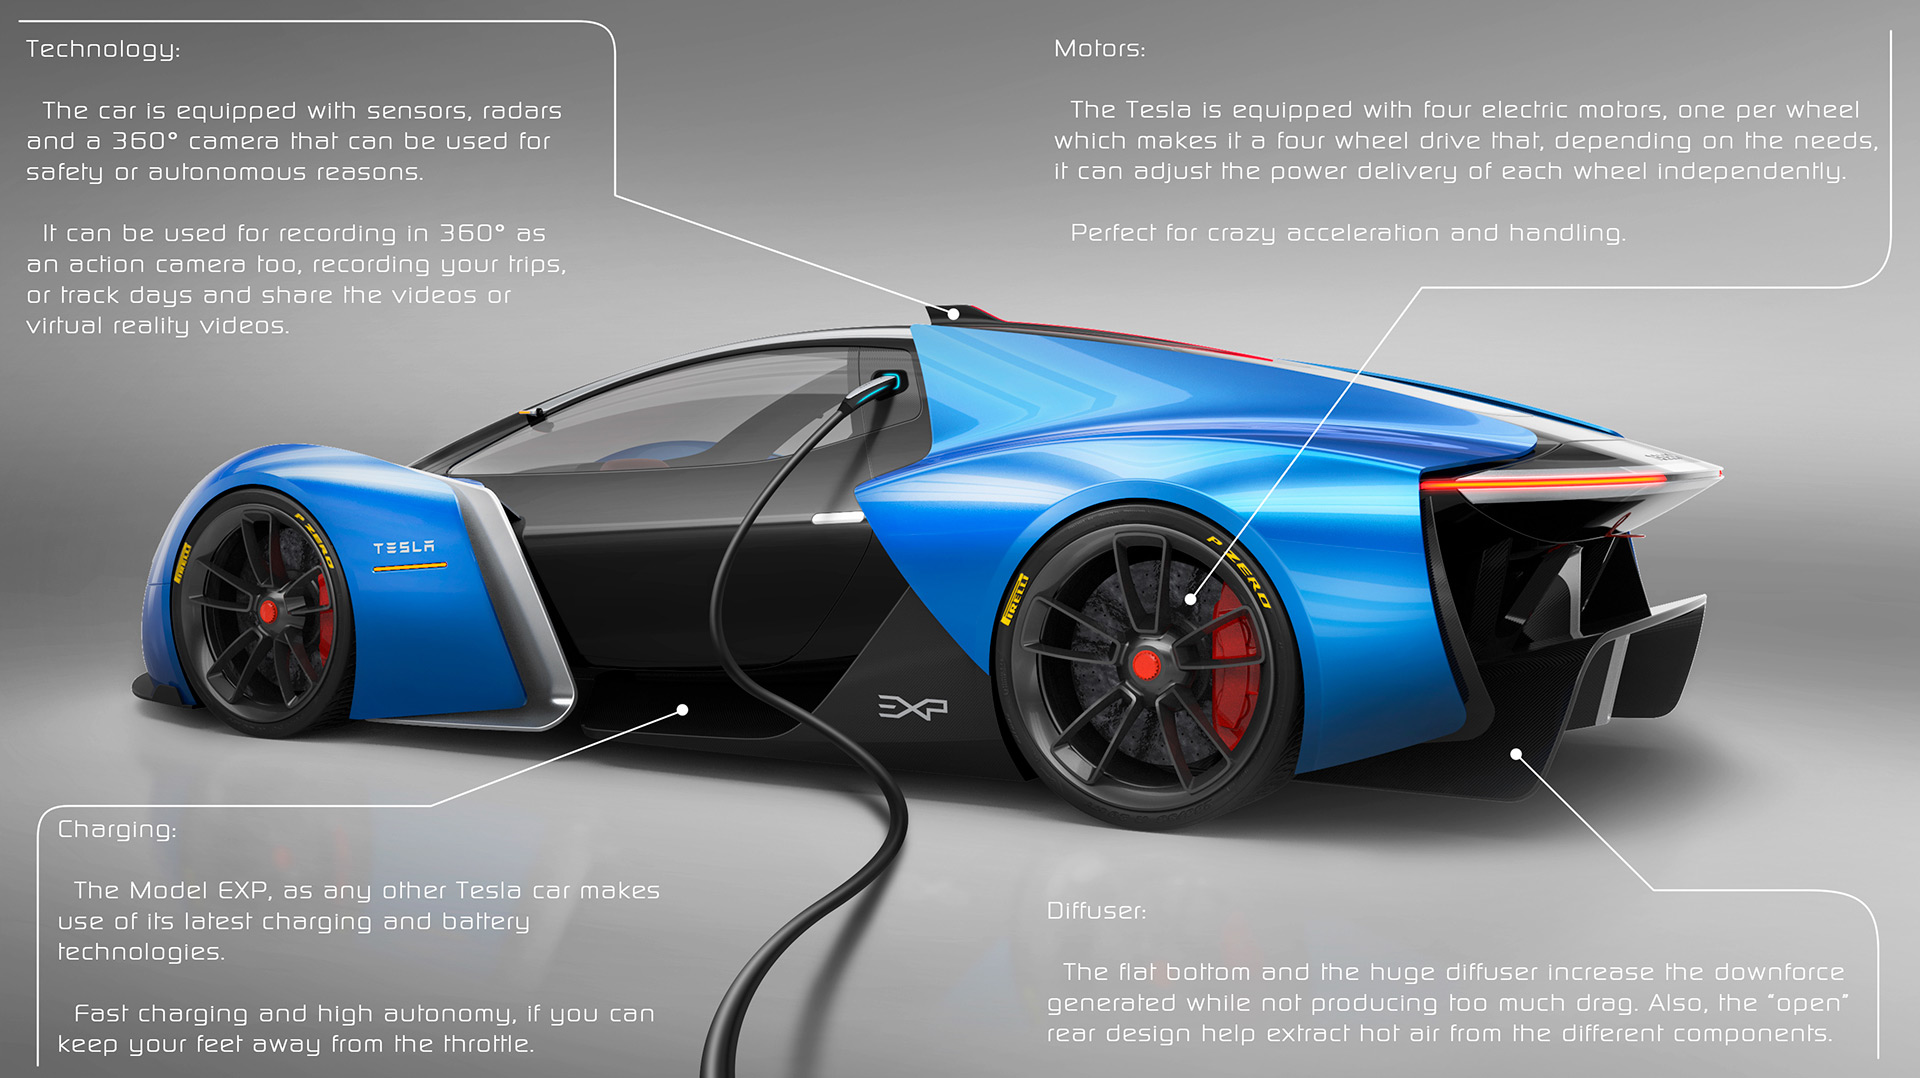 Technology:
The car is equipped with sensors, radars
and a 360° camera that can be used for
safety or autonomous reasons.
It can be used for recording in 360° as
an action camera too, recording your trips,
or track days and share the videos or
virtual reality videos.
Motors:
The Tesla is equipped with four electric motors, one per wheel
which makes it a four wheel drive that, depending on the needs,
it can adjust the power delivery of each wheel independently.
Perfect for crazy acceleration and handling.
TESLA
PIRELLI
P ZERO
PIRELLI
P ZERO
EXP
Charging:
The Model EXP, as any other Tesla car makes
use of its latest charging and battery
technologies.
Fast charging and high autonomy, if you can
keep your feet away from the throttle.
Diffuser:
The flat bottom and the huge diffuser increase the downforce
generated while not producing too much drag. Also, the “open”
rear design help extract hot air from the different components.